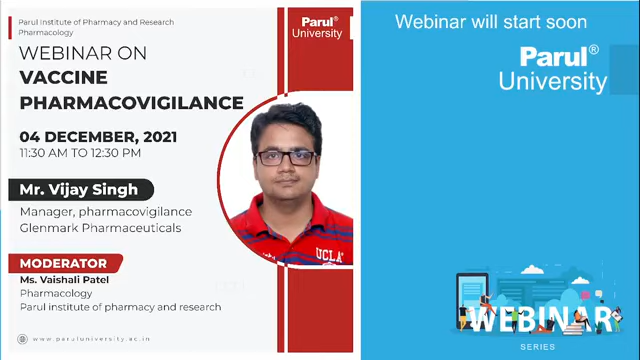 Parul Institute of Pharmacy and Research
Pharmacology
WEBINAR ON
VACCINE
PHARMACOVIGILANCE
04 DECEMBER, 2021
11:30 AM TO 12:30 PM
Mr. Vijay Singh
Manager, pharmacovigilance
Glenmark Pharmaceuticals
MODERATOR
Ms. Vaishali Patel
Pharmacology
Parul institute of pharmacy and research
www.paruluniversity.ac.in
Parul®
University
UCLA
Webinar will start soon
Parul®
University
WEBINAR
SERIES